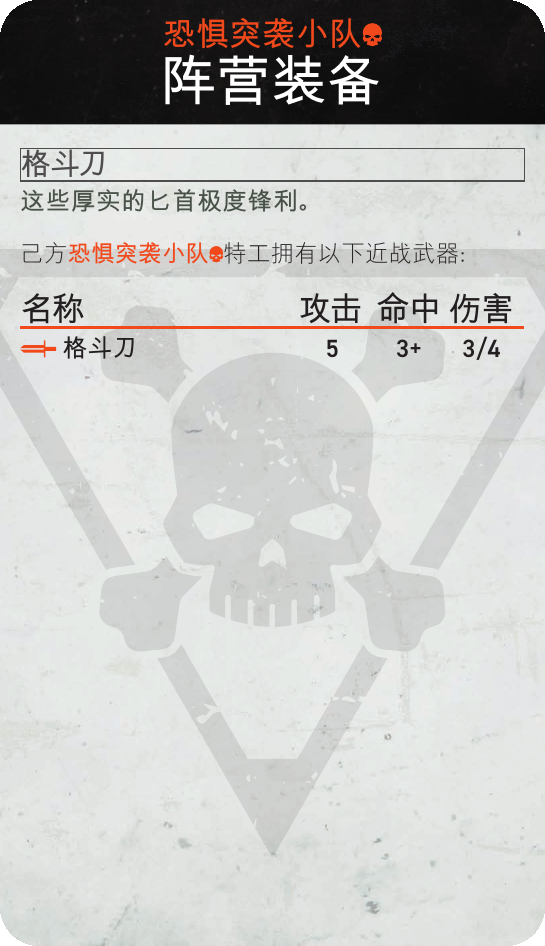 恐惧突袭小队
阵营装备
格斗刀
这些厚实的匕首极度锋利。
己方恐惧突袭小队特工拥有以下近战武器:
名称 攻击 命中 伤害
格斗刀 5 3+ 3/4